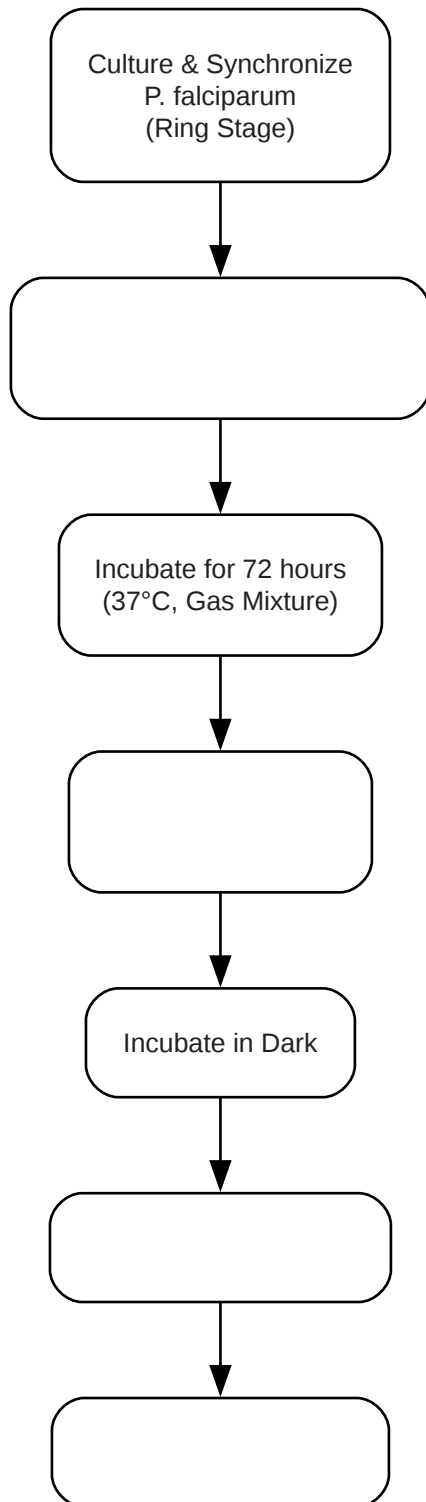 Culture & Synchronize
P. falciparum
(Ring Stage)
Incubate for 72 hours
(37°C, Gas Mixture)
Incubate in Dark